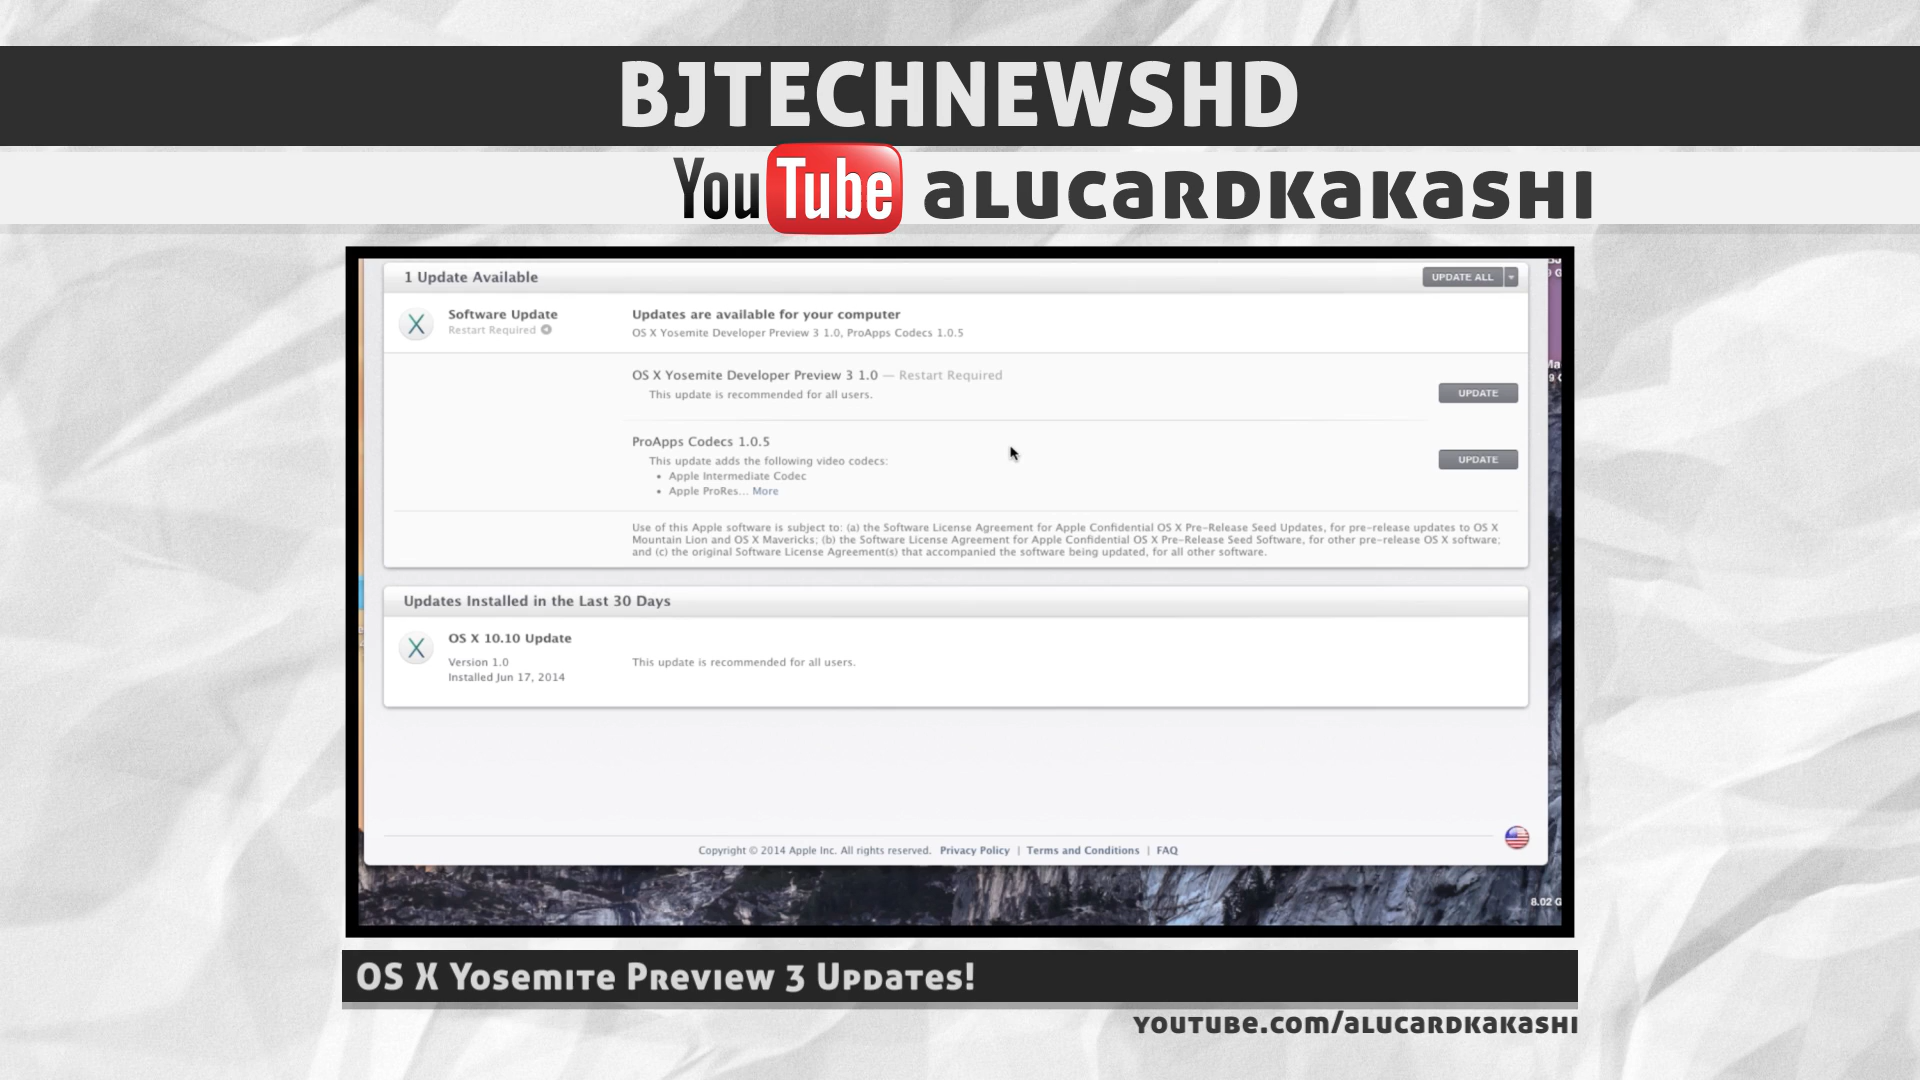 BJTECHNEWSHD
YouTube aLUCaRDKaKaSHI
1 Update Available
UPDATE ALL
Software Update
Restart Required
Updates are available for your computer
OS X Yosemite Developer Preview 3 1.0, ProApps Codecs 1.0.5
OS X Yosemite Developer Preview 3 1.0 — Restart Required
This update is recommended for all users.
UPDATE
ProApps Codecs 1.0.5
This update adds the following video codecs:
• Apple Intermediate Codec
• Apple ProRes... More
UPDATE
Use of this Apple software is subject to: (a) the Software License Agreement for Apple Confidential OS X Pre-Release Seed Updates, for pre-release updates to OS X
Mountain Lion and OS X Mavericks; (b) the Software License Agreement for Apple Confidential OS X Pre-Release Seed Software, for other pre-release OS X software;
and (c) the original Software License Agreement(s) that accompanied the software being updated, for all other software.
Updates Installed in the Last 30 Days
OS X 10.10 Update
Version 1.0
Installed Jun 17, 2014
This update is recommended for all users.
Copyright © 2014 Apple Inc. All rights reserved. Privacy Policy | Terms and Conditions | FAQ
8.02 G
OS X Yosemite Preview 3 Updates!
YOUTUBE.COM/aLUCaRDKaKaSHI